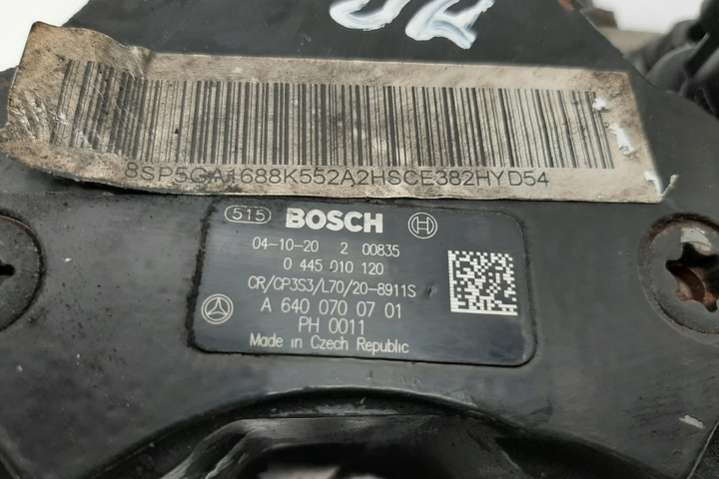 8SP5GA1688K552A2HSCE382HYD54
515 BOSCH
04-10-20 2 00835
0 445 010 120
CR/CP3S3/L70/20-8911S
A 640 070 07 01
PH 0011
Made in Czech Republic